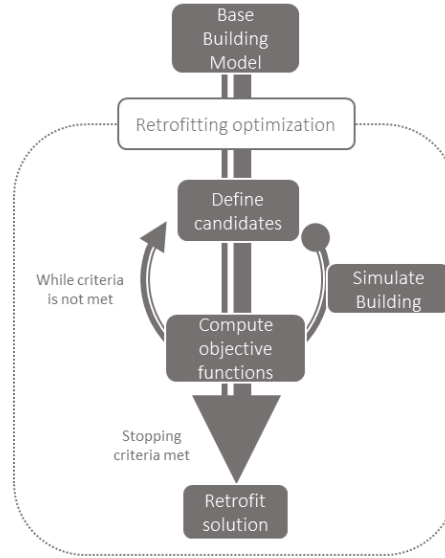 Base
Building
Model
Retrofitting optimization
Define
candidates
While criteria
is not met
Simulate
Building
Compute
objective
functions
Stopping
criteria met
Retrofit
solution